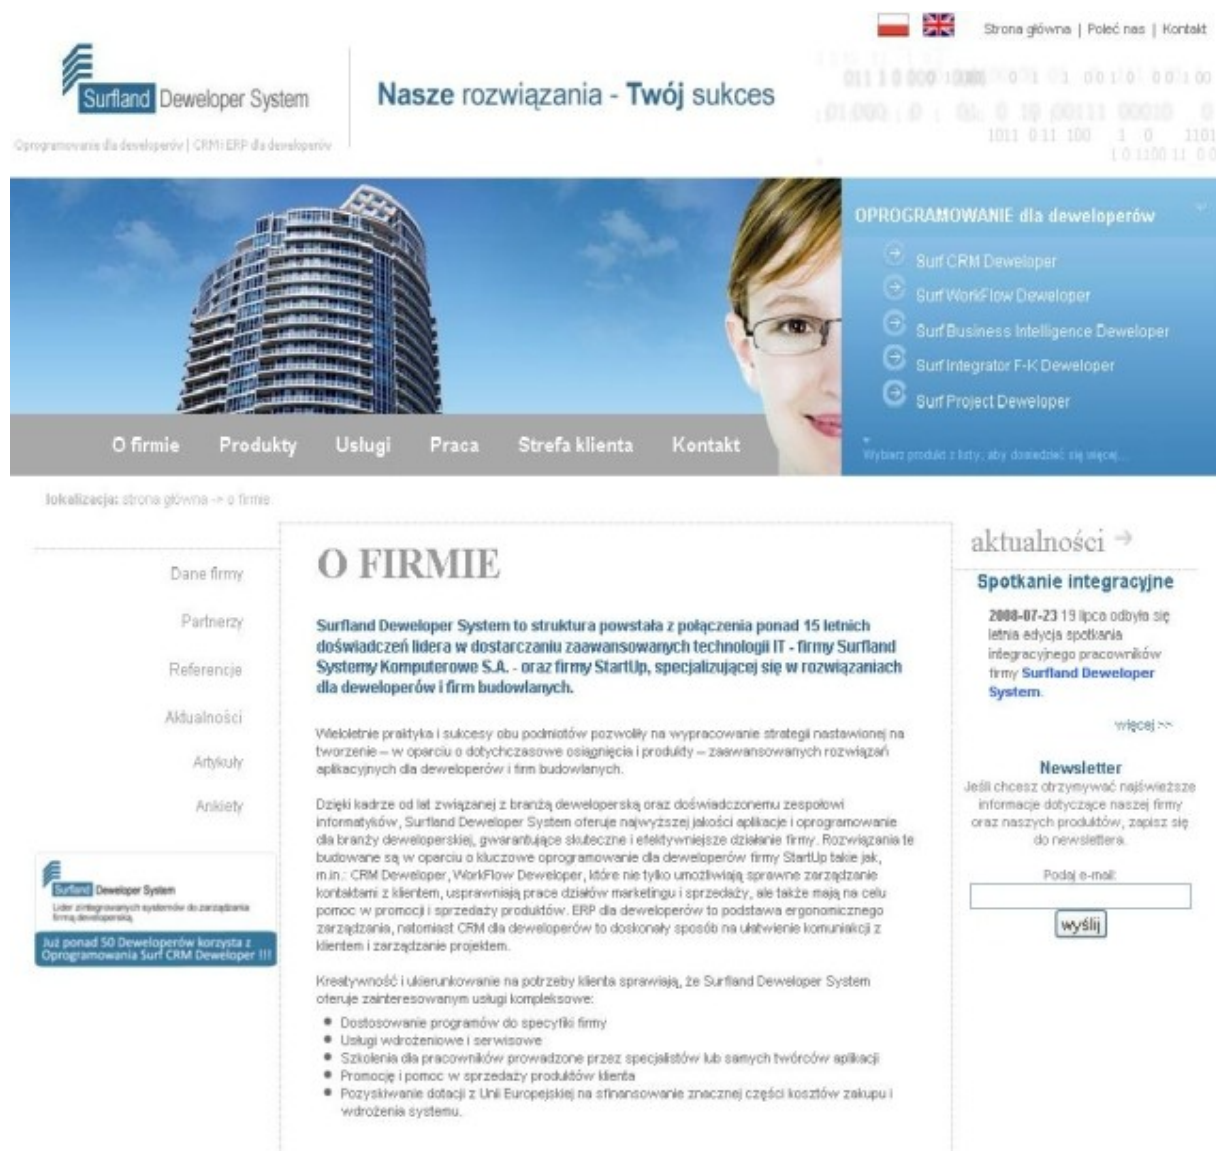 Strona główna | Poleć nas | Kontakt
Surfland Deweloper System
Nasze rozwiązania - Twój sukces
Oprogramowanie dla deweloperów | CRM i ERP dla deweloperów
OPROGRAMOWANIE dla deweloperów
Surf CRM Deweloper
Surf WorkFlow Deweloper
Surf Business Intelligence Deweloper
Surf Integrator F-K Deweloper
Surf Project Deweloper
Wybierz produkt z listy, aby dowiedzieć się więcej...
O firmie Produkty Usługi Praca Strefa klienta Kontakt
lokalizacja: strona główna -> o firmie
Dane firmy
Partnerzy
Referencje
Aktualności
Artykuły
Ankiety
Surfland Deweloper System
Lider zintegrowanych systemów do zarządzania
firmą deweloperską
Już ponad 50 Deweloperów korzysta z
Oprogramowania Surf CRM Deweloper !!!
O FIRMIE
Surfland Deweloper System to struktura powstała z połączenia ponad 15 letnich
doświadczeń lidera w dostarczaniu zaawansowanych technologii IT - firmy Surfland
Systemy Komputerowe S.A. - oraz firmy StartUp, specjalizującej się w rozwiązaniach
dla deweloperów i firm budowlanych.
Wieloletnie praktyka i sukcesy obu podmiotów pozwoliły na wypracowanie strategii nastawionej na
tworzenie – w oparciu o dotychczasowe osiągnięcia i produkty – zaawansowanych rozwiązań
aplikacyjnych dla deweloperów i firm budowlanych.
Dzięki kadrze od lat związanej z branżą deweloperską oraz doświadczonemu zespołowi
informatyków, Surfland Deweloper System oferuje najwyższej jakości aplikacje i oprogramowanie
dla branży deweloperskiej, gwarantujące skuteczne i efektywniejsze działanie firmy. Rozwiązania te
budowane są w oparciu o kluczowe oprogramowanie dla deweloperów firmy StartUp takie jak,
m.in.: CRM Deweloper, WorkFlow Deweloper, które nie tylko umożliwiają sprawne zarządzanie
kontaktami z klientem, usprawniają prace działów marketingu i sprzedaży, ale także mają na celu
pomoc w promocji i sprzedaży produktów. ERP dla deweloperów to podstawa ergonomicznego
zarządzania, natomiast CRM dla deweloperów to doskonały sposób na ułatwienie komuniakcji z
klientem i zarządzanie projektem.
Kreatywność i ukierunkowanie na potrzeby klienta sprawiają, że Surfland Deweloper System
oferuje zainteresowanym usługi kompleksowe:
Dostosowanie programów do specyfiki firmy
Usługi wdrożeniowe i serwisowe
Szkolenia dla pracowników prowadzone przez specjalistów lub samych twórców aplikacji
Promocję i pomoc w sprzedaży produktów klienta
Pozyskiwanie dotacji z Unii Europejskiej na sfinansowanie znacznej części kosztów zakupu i
wdrożenia systemu.
aktualności
Spotkanie integracyjne
2008-07-23 19 lipca odbyła się
letnia edycja spotkania
integracyjnego pracowników
firmy Surfland Deweloper
System.
więcej >>
Newsletter
Jeśli chcesz otrzymywać najświeższe
informacje dotyczące naszej firmy
oraz naszych produktów, zapisz się
do newslettera.
Podaj e-mail:
wyślij